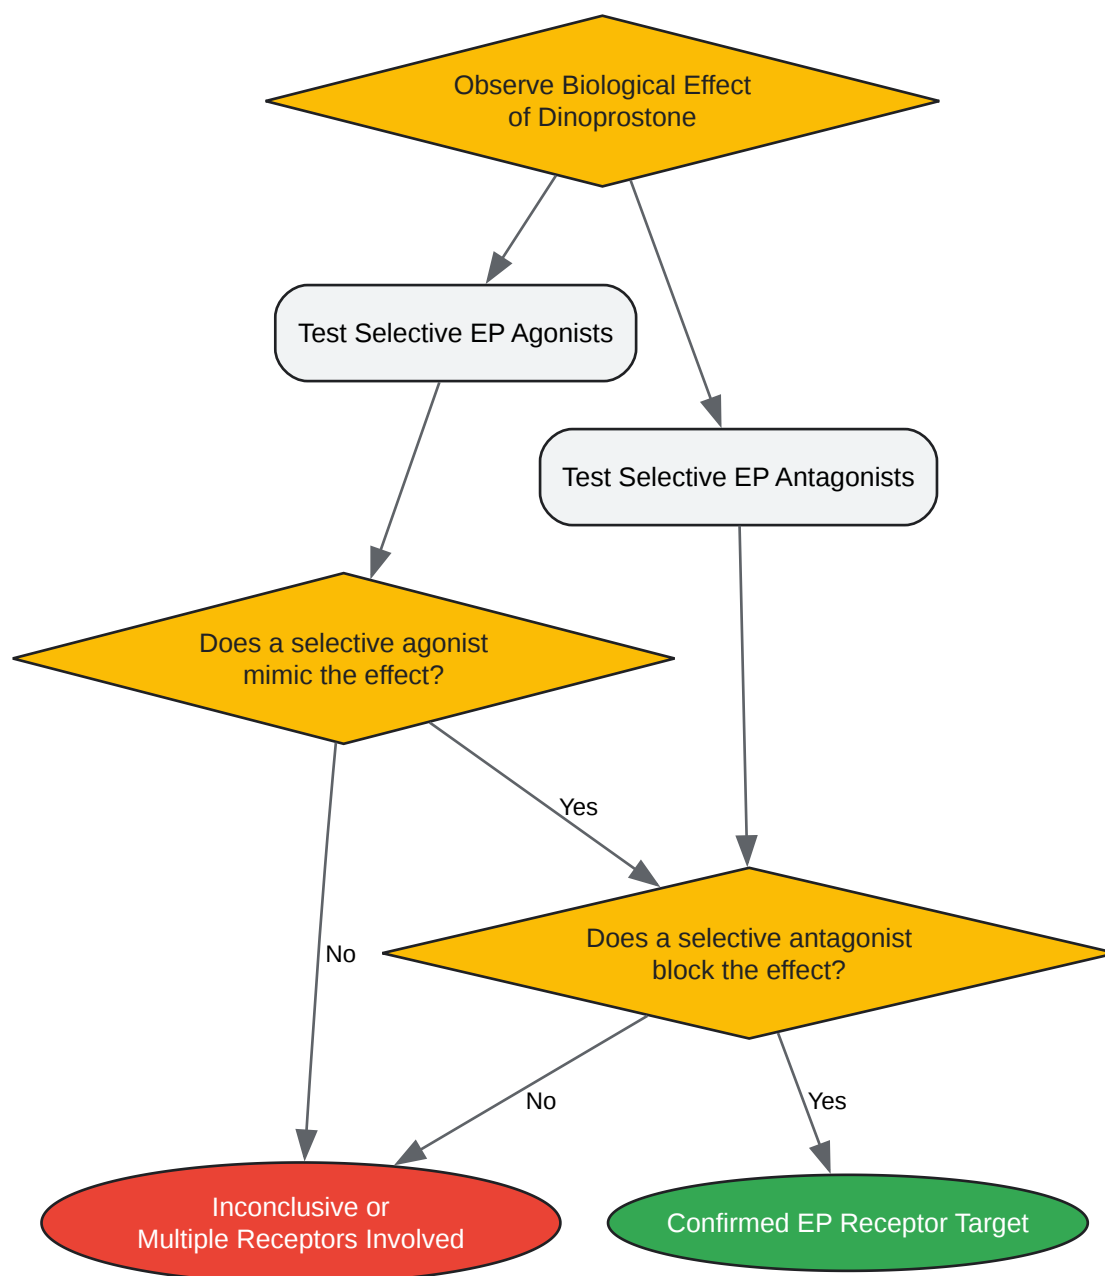 Observe Biological Effect
of Dinoprostone
Test Selective EP Agonists
Test Selective EP Antagonists
Does a selective agonist
mimic the effect?
Yes
Does a selective antagonist
block the effect?
No
No
Yes
Inconclusive or
Multiple Receptors Involved
Confirmed EP Receptor Target